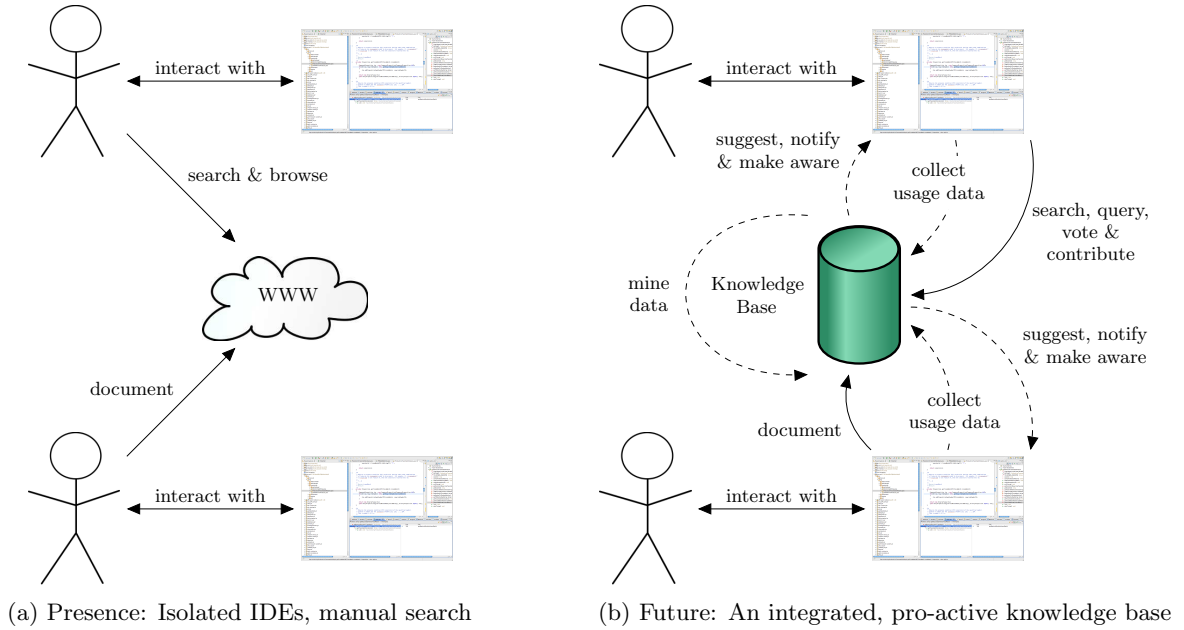 interact with
search & browse
WWW
document
interact with
(a) Presence: Isolated IDEs, manual search
interact with
suggest, notify
& make aware
collect
usage data
search, query,
vote &
contribute
mine
data
Knowledge
Base
suggest, notify
& make aware
collect
usage data
document
interact with
(b) Future: An integrated, pro-active knowledge base